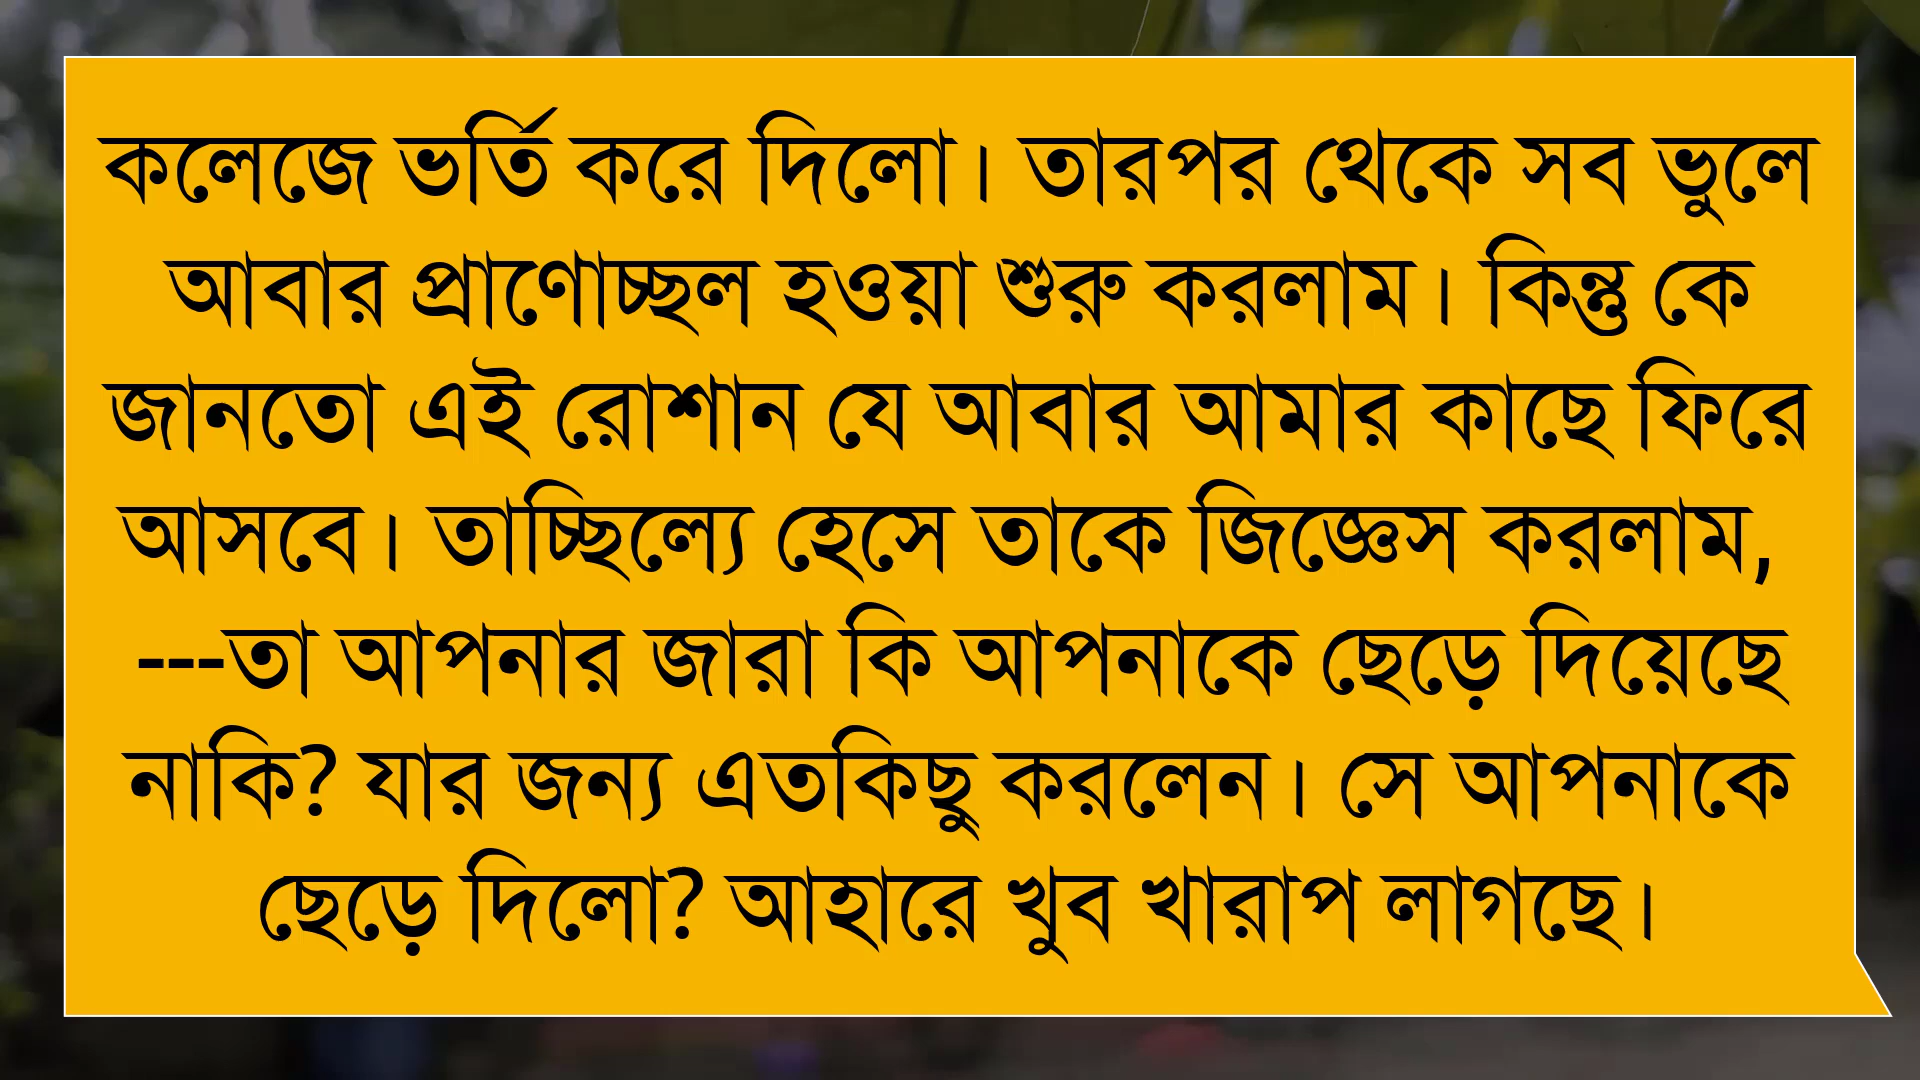 কলেজে ভর্তি করে দিলো। তারপর থেকে সব ভুলে
আবার প্রাণোচ্ছল হওয়া শুরু করলাম। কিন্তু কে
জানতো এই রোশান যে আবার আমার কাছে ফিরে
আসবে। তাচ্ছিল্যে হেসে তাকে জিজ্ঞেস করলাম,
---তা আপনার জারা কি আপনাকে ছেড়ে দিয়েছে
নাকি? যার জন্য এতকিছু করলেন। সে আপনাকে
ছেড়ে দিলো? আহারে খুব খারাপ লাগছে।